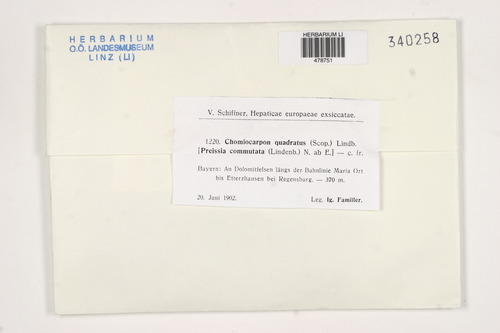 HERBARIUM
O.Ö. LANDESMUSEUM
LINZ (LI)
HERBARIUM LI
478751
340258
V. Schiffner, Hepaticae europaeae exsiccatae.
1220. Chomiocarpon quadratus (Scop.) Lindb.
[Preissia commutata (Lindenb.) N. ab E.] — c. fr.
Bayern: An Dolomitfelsen längs der Bahnlinie Maria Ort
bis Etterzhausen bei Regensburg. — 370 m.
20. Juni 1902.
Leg. Ig. Familler.